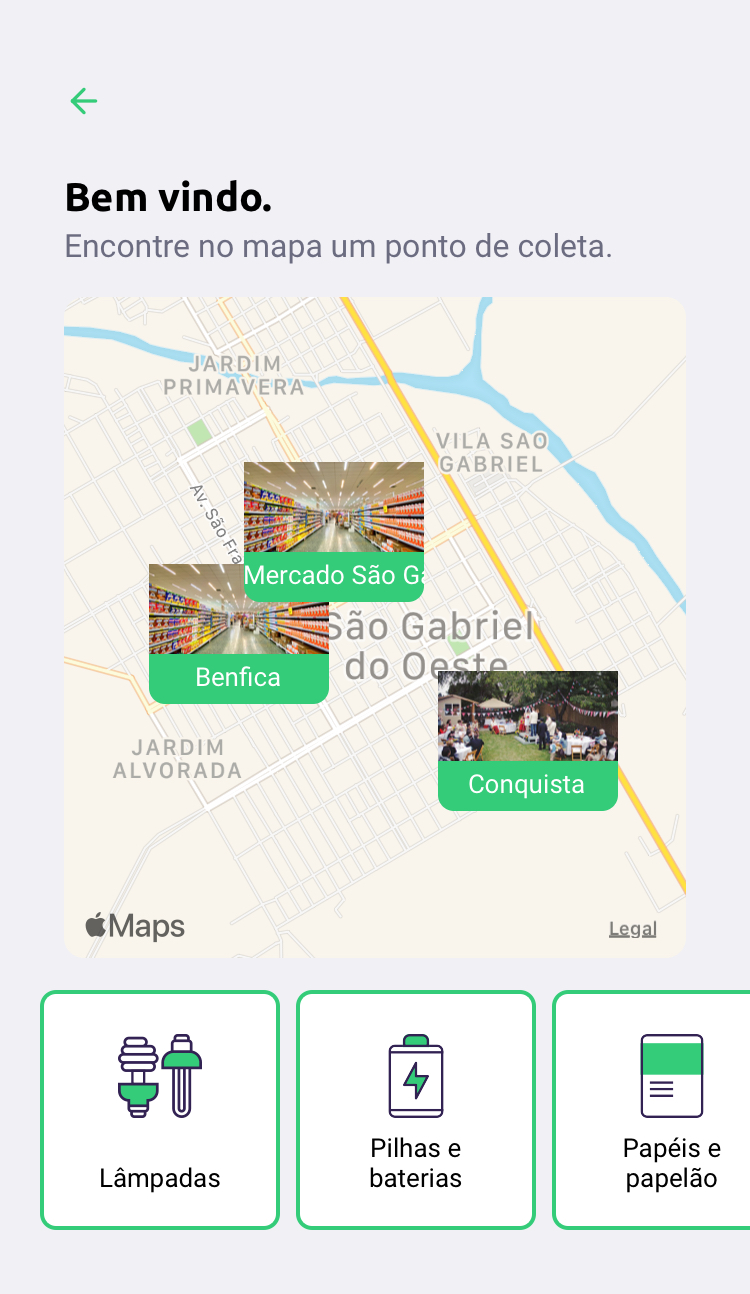 Bem vindo.
Encontre no mapa um ponto de coleta.
JARDIM
PRIMAVERA
VILA SAO
GABRIEL
Av. São Fra
Mercado São Ga
São Gabriel
do Oeste
Benfica
Conquista
JARDIM
ALVORADA
Maps
Legal
Lâmpadas
Pilhas e
baterias
Papéis e
papelão